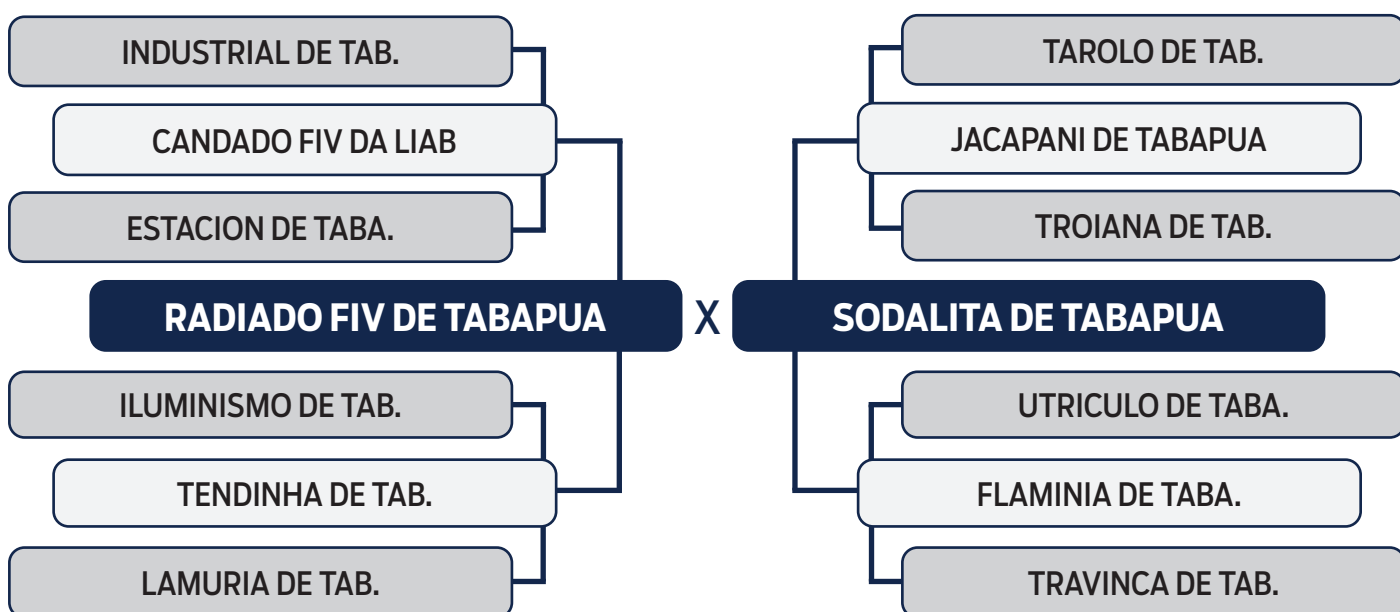 INDUSTRIAL DE TAB.
CANDADO FIV DA LIAB
ESTACION DE TABA.
RADIADO FIV DE TABAPUA
ILUMINISMO DE TAB.
TENDINHA DE TAB.
LAMURIA DE TAB.
X
TAROLO DE TAB.
JACAPANI DE TABAPUA
TROIANA DE TAB.
SODALITA DE TABAPUA
UTRICULO DE TABA.
FLAMINIA DE TABA.
TRAVINCA DE TAB.